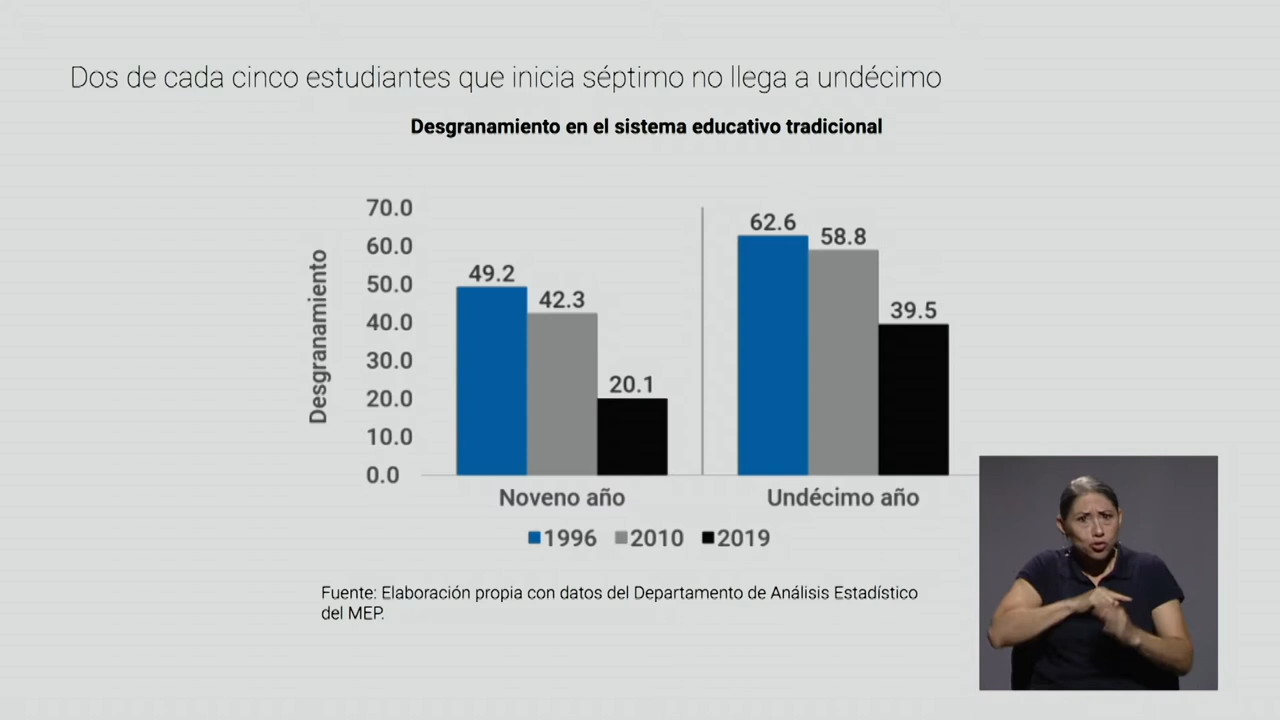 Dos de cada cinco estudiantes que inicia séptimo no llega a undécimo
Desgranamiento en el sistema educativo tradicional
Desgranamiento
70.0
60.0
50.0
40.0
30.0
20.0
10.0
0.0
49.2
42.3
20.1
62.6
58.8
39.5
Noveno año
Undécimo año
1996 2010 2019
Fuente: Elaboración propia con datos del Departamento de Análisis Estadístico
del MEP.